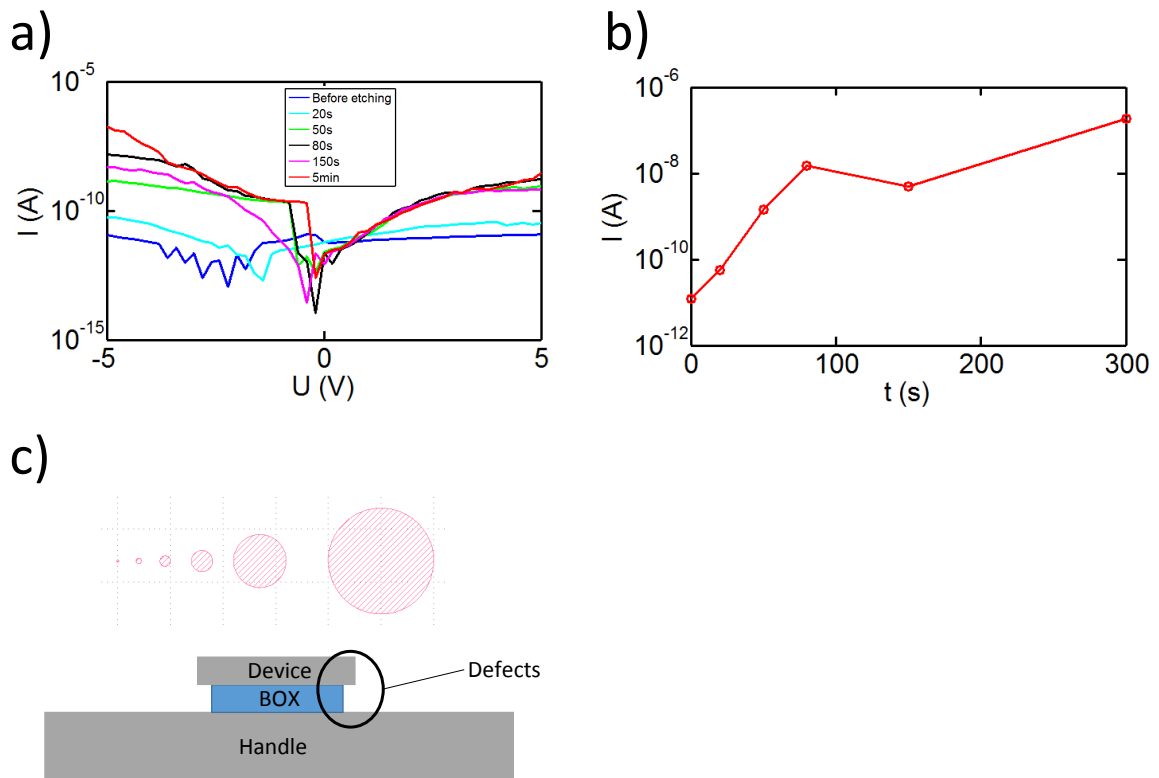 a)
10^-5
10^-10
10^-15
I (A)
-5
0
5
U (V)
Before etching
20s
50s
80s
150s
5min
b)
10^-6
10^-8
10^-10
10^-12
I (A)
0
100
200
300
t (s)
c)
Device
BOX
Handle
Defects